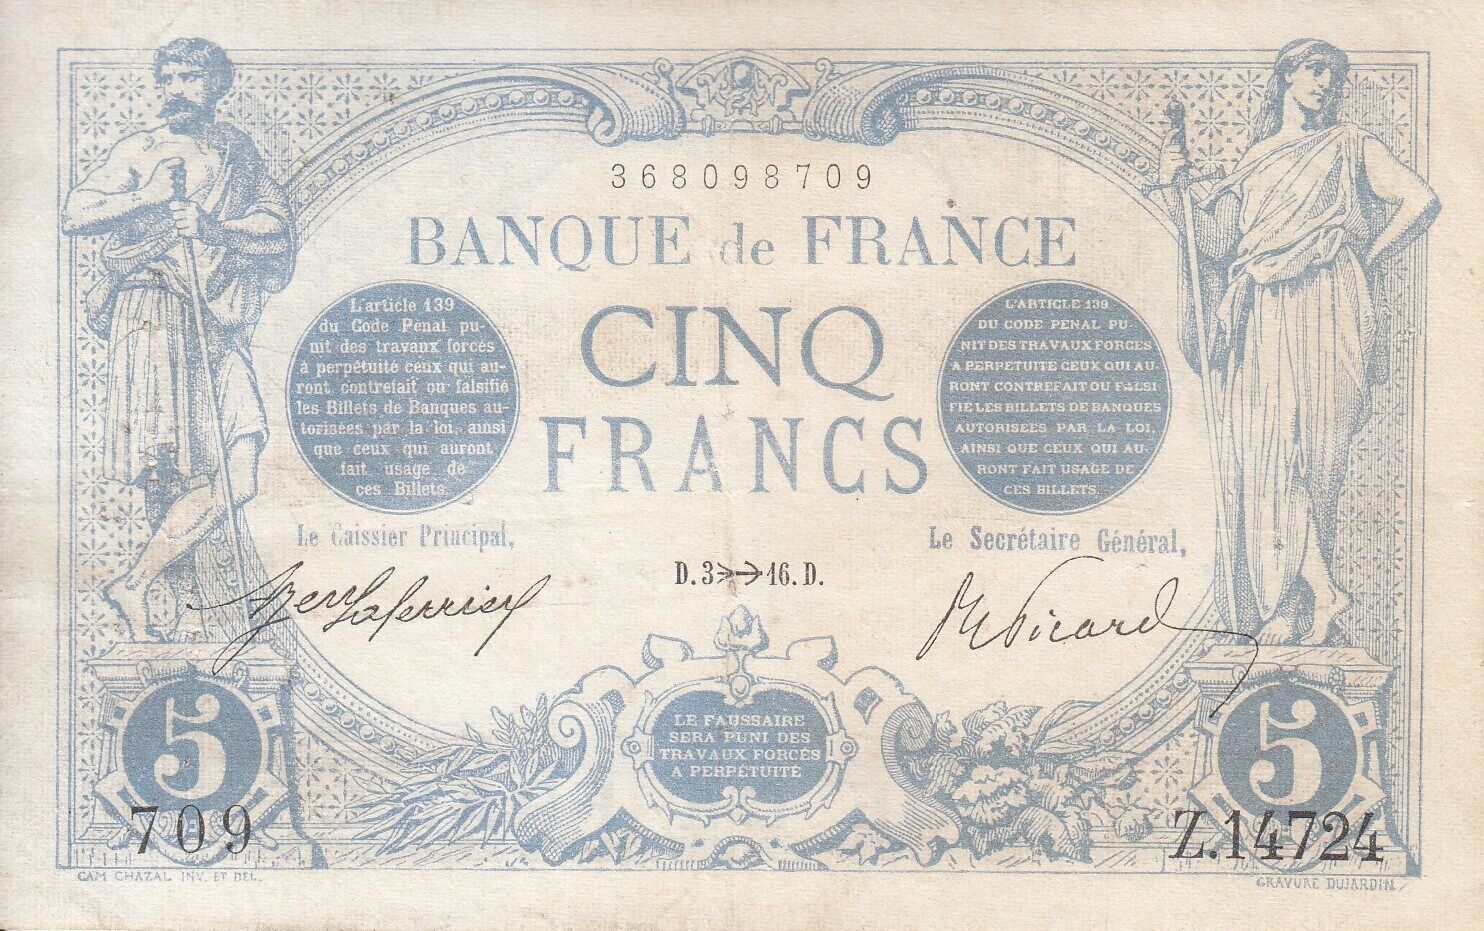 368098709
BANQUE de FRANCE
CINQ
FRANCS
L'article 139
du Code Pénal pu-
nit des travaux forcés
à perpétuité ceux qui au-
ront contrefait ou falsifié
les Billets de Banques au-
torisées par la loi, ainsi
que ceux qui auront
fait usage de
ces Billets.
L'ARTICLE 139
DU CODE PENAL PU-
NIT DES TRAVAUX FORCES
A PERPETUITE CEUX QUI AU-
RONT CONTREFAIT OU FALSI
FIE LES BILLETS DE BANQUES
AUTORISEES PAR LA LOI,
AINSI QUE CEUX QUI AU-
RONT FAIT USAGE DE
CES BILLETS.
Le Caissier Principal,
Le Secrétaire Général,
D.3 16.D.
Picard
5
LE FAUSSAIRE
SERA PUNI DES
TRAVAUX FORCÉS
A PERPÉTUITÉ
5
709
Z.14724
CAM CHAZAL INV. ET DEL.
GRAVURE DUJARDIN